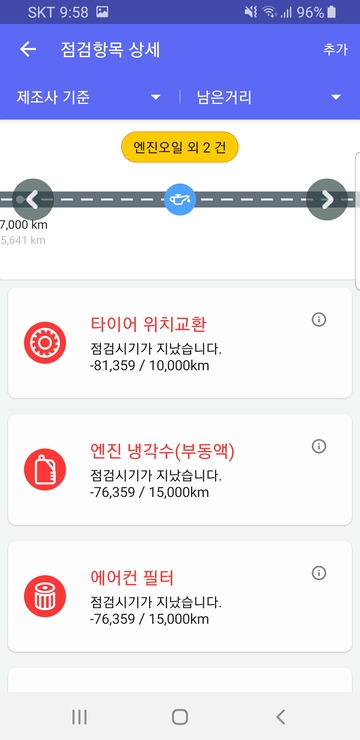 SKT 9:58
96%
점검항목 상세
추가
제조사 기준
남은거리
엔진오일 외 2 건
7,000 km
5,641 km
타이어 위치교환
점검시기가 지났습니다.
-81,359 / 10,000km
엔진 냉각수(부동액)
점검시기가 지났습니다.
-76,359 / 15,000km
에어컨 필터
점검시기가 지났습니다.
-76,359 / 15,000km